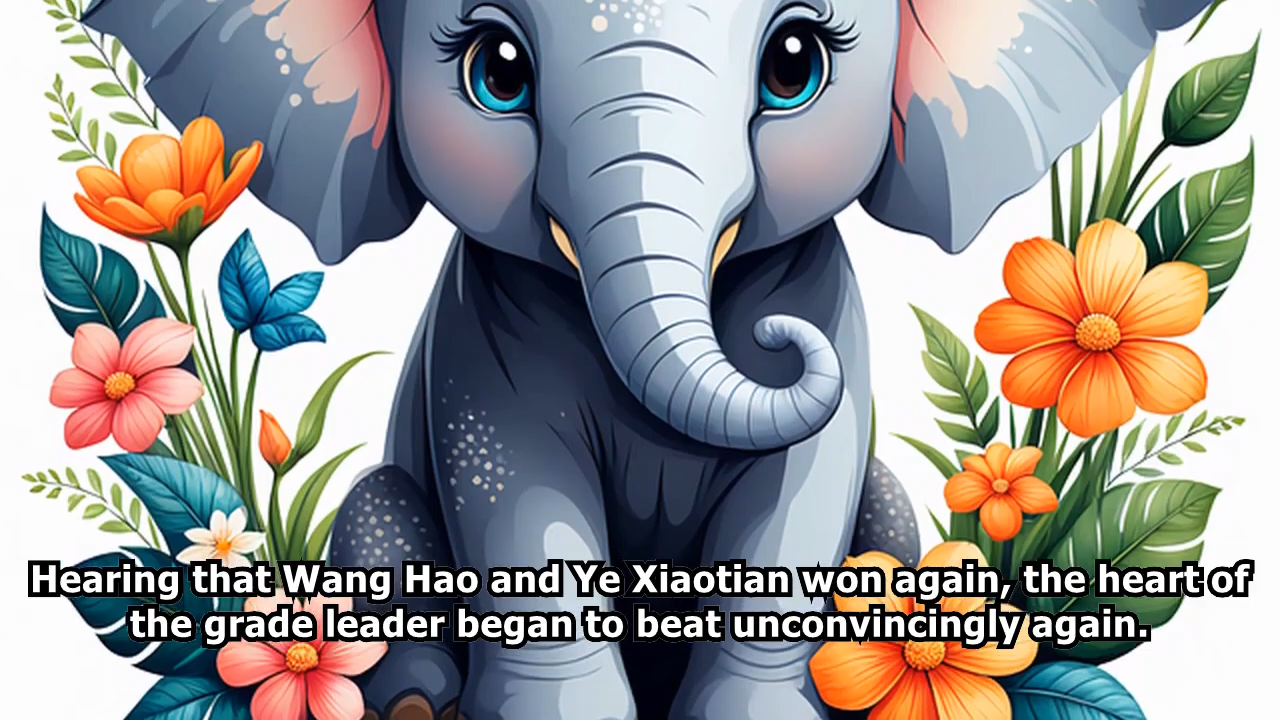 Hearing that Wang Hao and Ye Xiaotian won again, the heart of
the grade leader began to beat unconvincingly again.